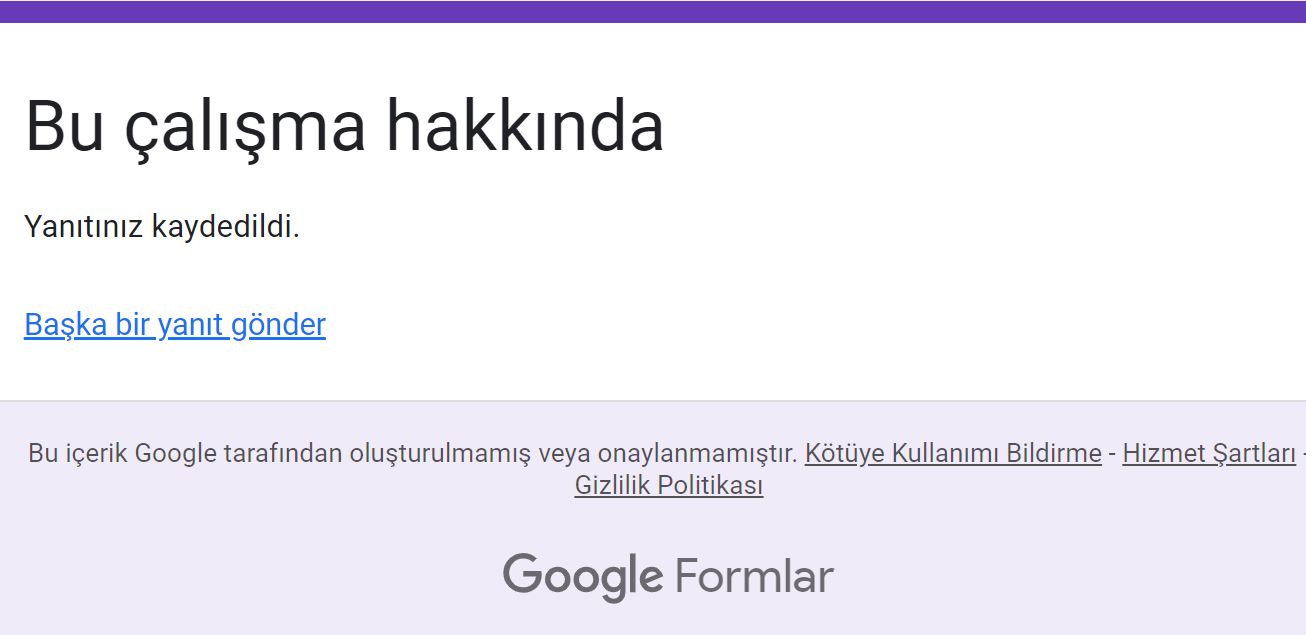 Bu çalışma hakkında
Yanıtınız kaydedildi.
Başka bir yanıt gönder
Bu içerik Google tarafından oluşturulmamış veya onaylanmamıştır. Kötüye Kullanımı Bildirme - Hizmet Şartları -
Gizlilik Politikası
Google Formlar